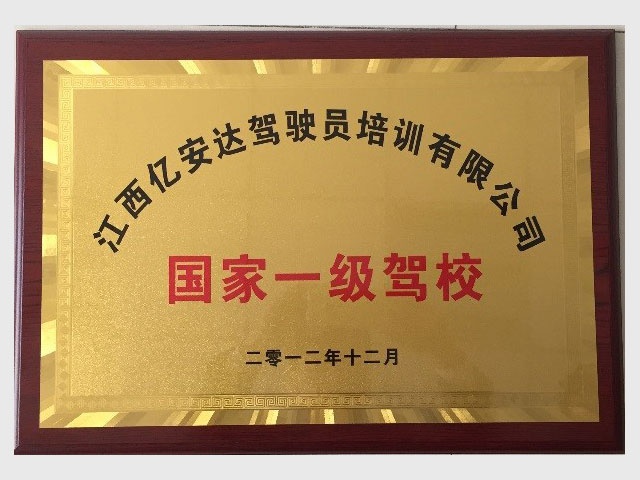 江西亿安达驾驶员培训有限公司
国家一级驾校
二零一二年十二月